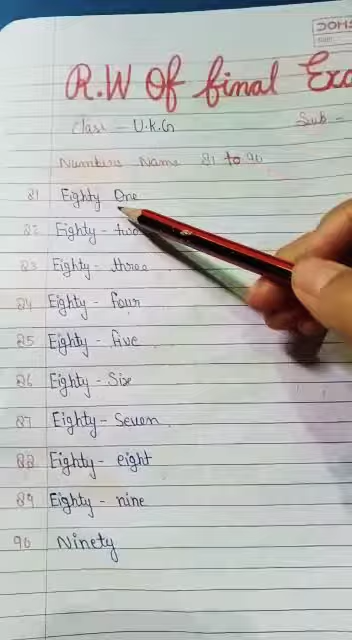 DOMS
R.W Of final Exa
Class - U.K.G
Sub -
Numbers Name 81 to 90
81 Eighty One
82 Eighty - two
83 Eighty - three
84 Eighty - four
85 Eighty - five
86 Eighty - Six
87 Eighty - Seven
88 Eighty - eight
89 Eighty - nine
90 Ninety